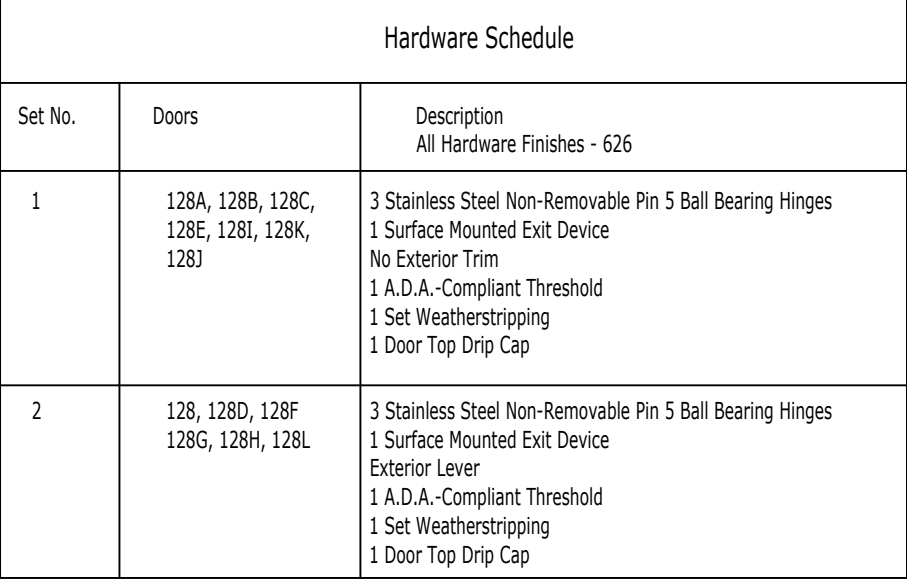 Hardware Schedule
Set No.
Doors
Description
All Hardware Finishes - 626
1
128A, 128B, 128C,
128E, 128I, 128K,
128J
3 Stainless Steel Non-Removable Pin 5 Ball Bearing Hinges
1 Surface Mounted Exit Device
No Exterior Trim
1 A.D.A.-Compliant Threshold
1 Set Weatherstripping
1 Door Top Drip Cap
2
128, 128D, 128F
128G, 128H, 128L
3 Stainless Steel Non-Removable Pin 5 Ball Bearing Hinges
1 Surface Mounted Exit Device
Exterior Lever
1 A.D.A.-Compliant Threshold
1 Set Weatherstripping
1 Door Top Drip Cap